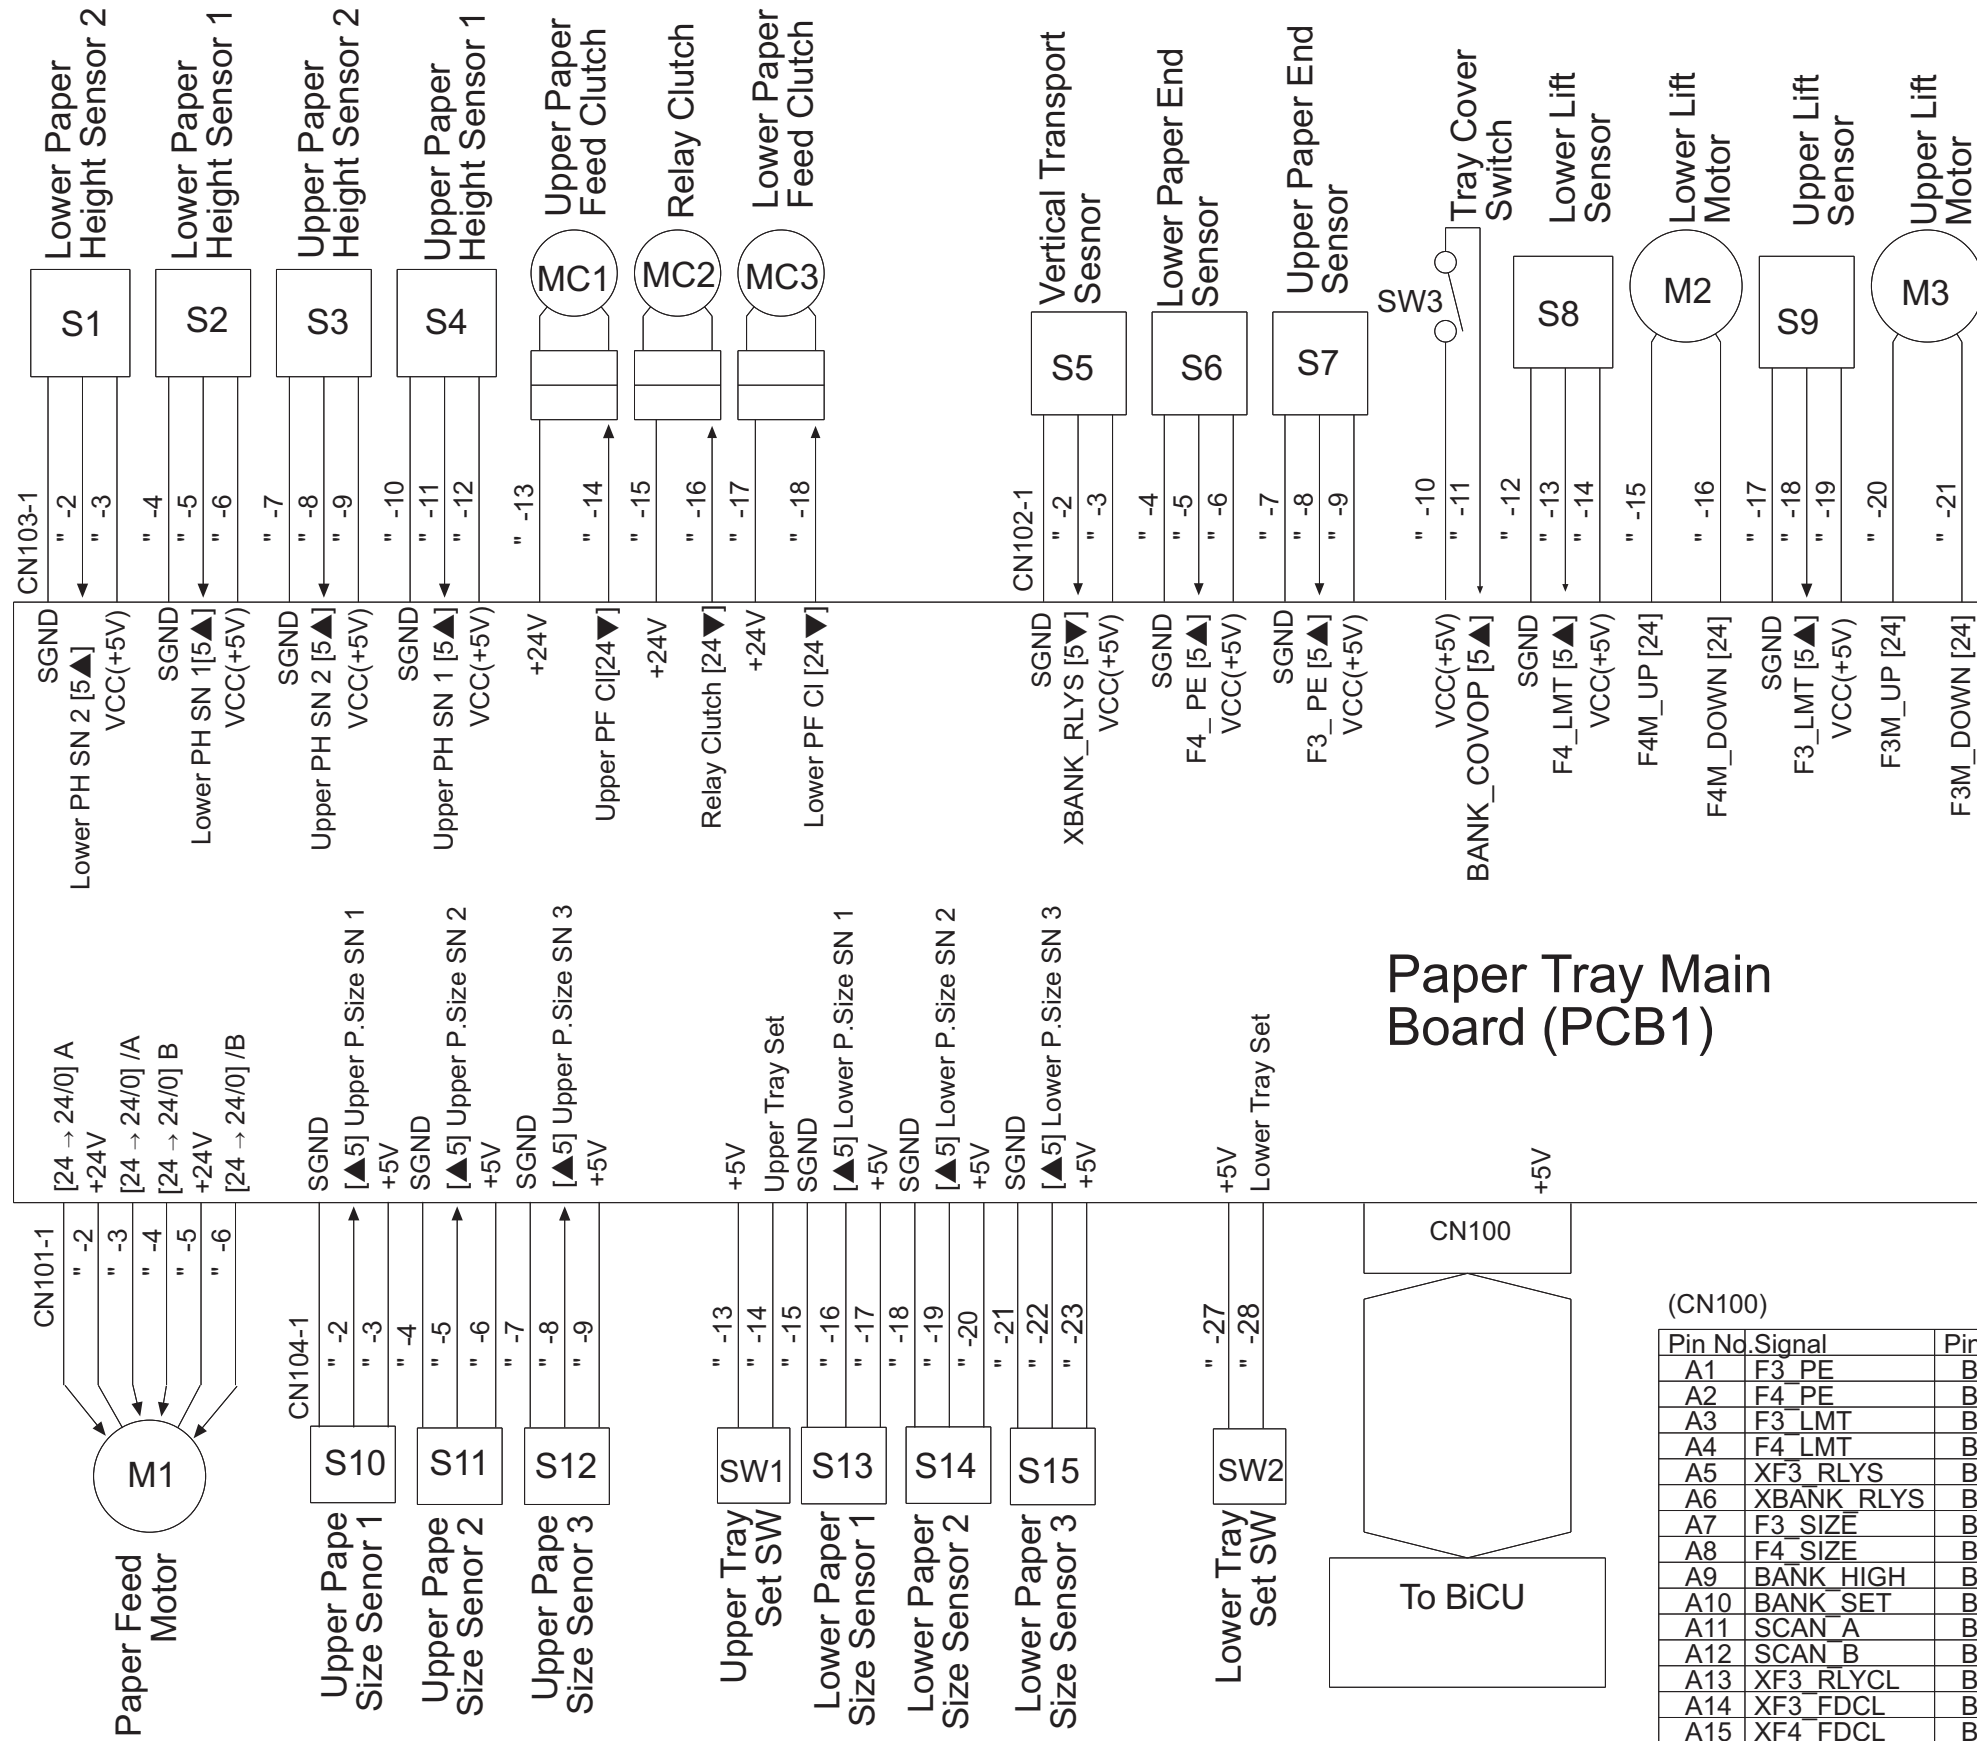 Lower Paper
Height Sensor 2
Lower Paper
Height Sensor 1
Upper Paper
Height Sensor 2
Upper Paper
Height Sensor 1
Upper Paper
Feed Clutch
Relay Clutch
Lower Paper
Feed Clutch
Vertical Transport
Sesnor
Lower Paper End
Sensor
Upper Paper End
Sensor
Tray Cover
Switch
Lower Lift
Sensor
Lower Lift
Motor
Upper Lift
Sensor
Upper Lift
Motor
S1
S2
S3
S4
MC1
MC2
MC3
S5
S6
S7
SW3
S8
M2
S9
M3
CN103-1
" -2
" -3
" -4
" -5
" -6
" -7
" -8
" -9
" -10
" -11
" -12
" -13
" -14
" -15
" -16
" -17
" -18
CN102-1
" -2
" -3
" -4
" -5
" -6
" -7
" -8
" -9
" -10
" -11
" -12
" -13
" -14
" -15
" -16
" -17
" -18
" -19
" -20
" -21
SGND
Lower PH SN 2 [5▲]
VCC(+5V)
SGND
Lower PH SN 1[5▲]
VCC(+5V)
SGND
Upper PH SN 2 [5▲]
VCC(+5V)
SGND
Upper PH SN 1 [5▲]
VCC(+5V)
+24V
Upper PF Cl[24▼]
+24V
Relay Clutch [24▼]
+24V
Lower PF Cl [24▼]
SGND
XBANK_RLYS [5▼]
VCC(+5V)
SGND
F4_PE [5▲]
VCC(+5V)
SGND
F3_PE [5▲]
VCC(+5V)
VCC(+5V)
BANK_COVOP [5▲]
SGND
F4_LMT [5▲]
VCC(+5V)
F4M_UP [24]
F4M_DOWN [24]
SGND
F3_LMT [5▲]
VCC(+5V)
F3M_UP [24]
F3M_DOWN [24]
Paper Tray Main
Board (PCB1)
[24 → 24/0] A
+24V
[24 → 24/0] /A
[24 → 24/0] B
+24V
[24 → 24/0] /B
SGND
[▲5] Upper P.Size SN 1
+5V
SGND
[▲5] Upper P.Size SN 2
+5V
SGND
[▲5] Upper P.Size SN 3
+5V
+5V
Upper Tray Set
SGND
[▲5] Lower P.Size SN 1
+5V
SGND
[▲5] Lower P.Size SN 2
+5V
SGND
[▲5] Lower P.Size SN 3
+5V
+5V
Lower Tray Set
+5V
CN101-1
" -2
" -3
" -4
" -5
" -6
CN104-1
" -2
" -3
" -4
" -5
" -6
" -7
" -8
" -9
" -13
" -14
" -15
" -16
" -17
" -18
" -19
" -20
" -21
" -22
" -23
" -27
" -28
CN100
M1
S10
S11
S12
SW1
S13
S14
S15
SW2
To BiCU
Paper Feed
Motor
Upper Pape
Size Senor 1
Upper Pape
Size Senor 2
Upper Pape
Size Senor 3
Upper Tray
Set SW
Lower Paper
Size Sensor 1
Lower Paper
Size Sensor 2
Lower Paper
Size Sensor 3
Lower Tray
Set SW
(CN100)
Pin No. Signal Pin
A1 F3_PE B
A2 F4_PE B
A3 F3_LMT B
A4 F4_LMT B
A5 XF3_RLYS B
A6 XBANK_RLYS B
A7 F3_SIZE B
A8 F4_SIZE B
A9 BANK_HIGH B
A10 BANK_SET B
A11 SCAN_A B
A12 SCAN_B B
A13 XF3_RLYCL B
A14 XF3_FDCL B
A15 XF4_FDCL B